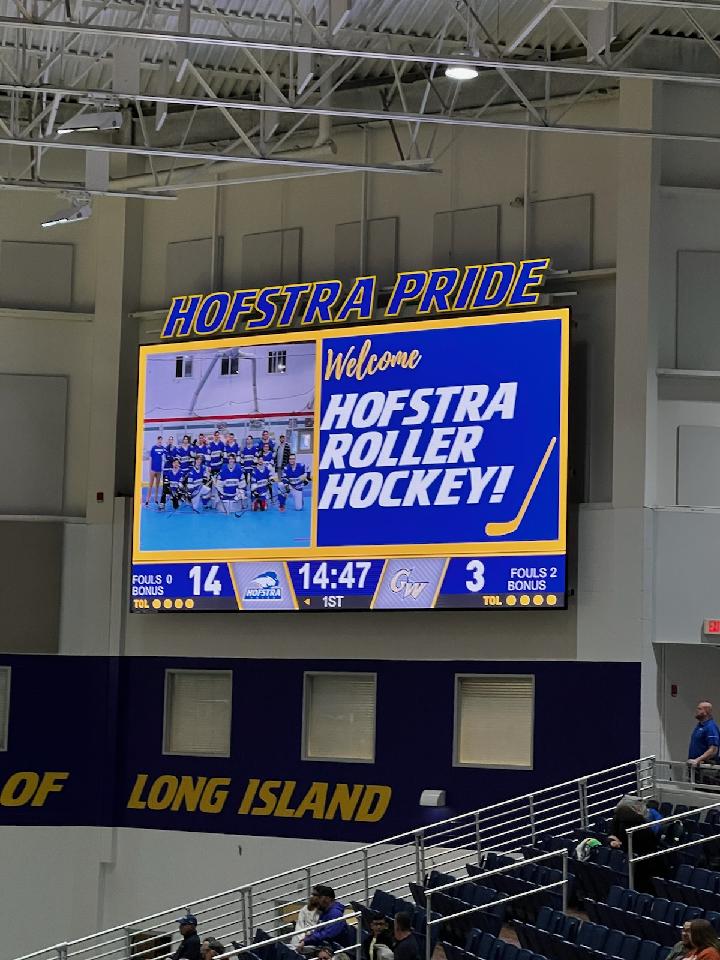 HOFSTRA PRIDE
Welcome
HOFSTRA
ROLLER
HOCKEY!
FOULS 0
BONUS
14
HOFSTRA
14:47
1ST
GW
3
FOULS 2
BONUS
TOL
TOL
OF LONG ISLAND